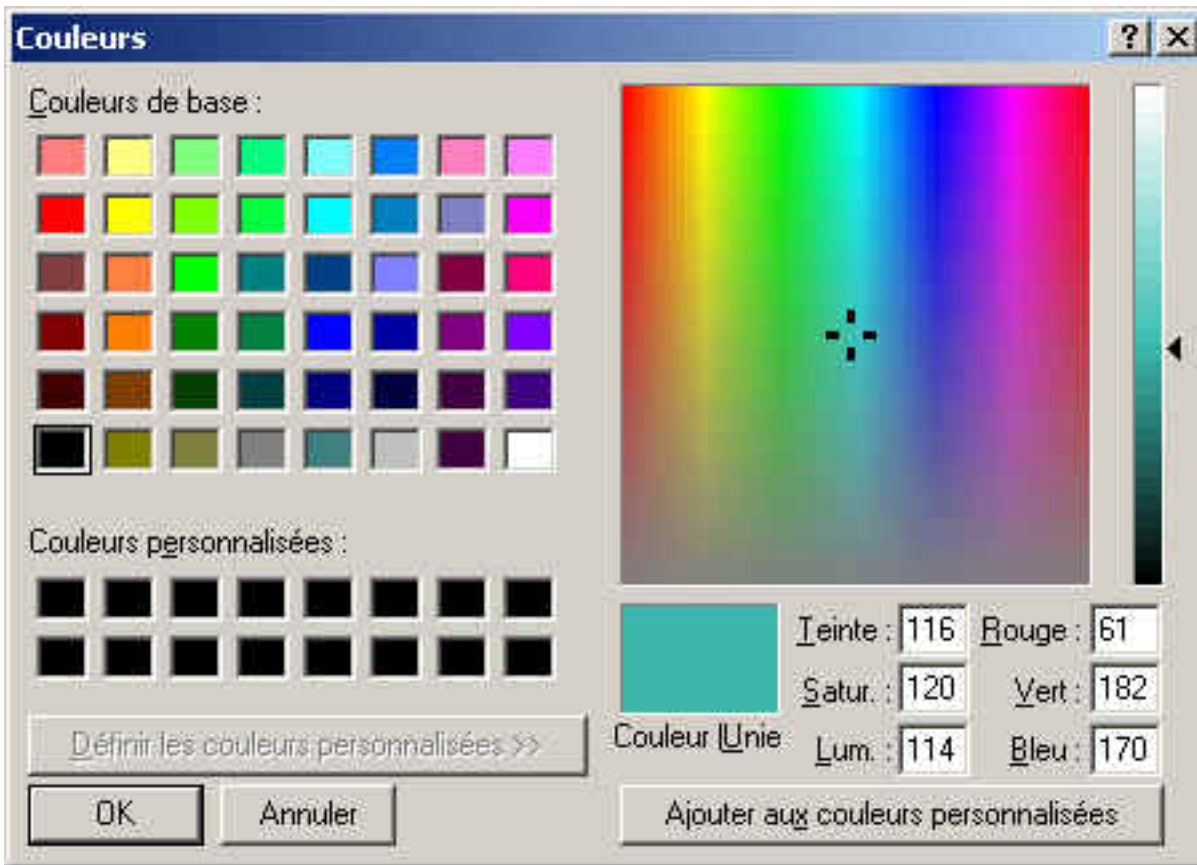 Couleurs
Couleurs de base :
Couleurs personnalisées :
Définir les couleurs personnalisées >>
OK Annuler
Teinte : 116 Rouge : 61
Satur. : 120 Vert : 182
Couleur|Unie
Lum. : 114 Bleu : 170
Ajouter aux couleurs personnalisées